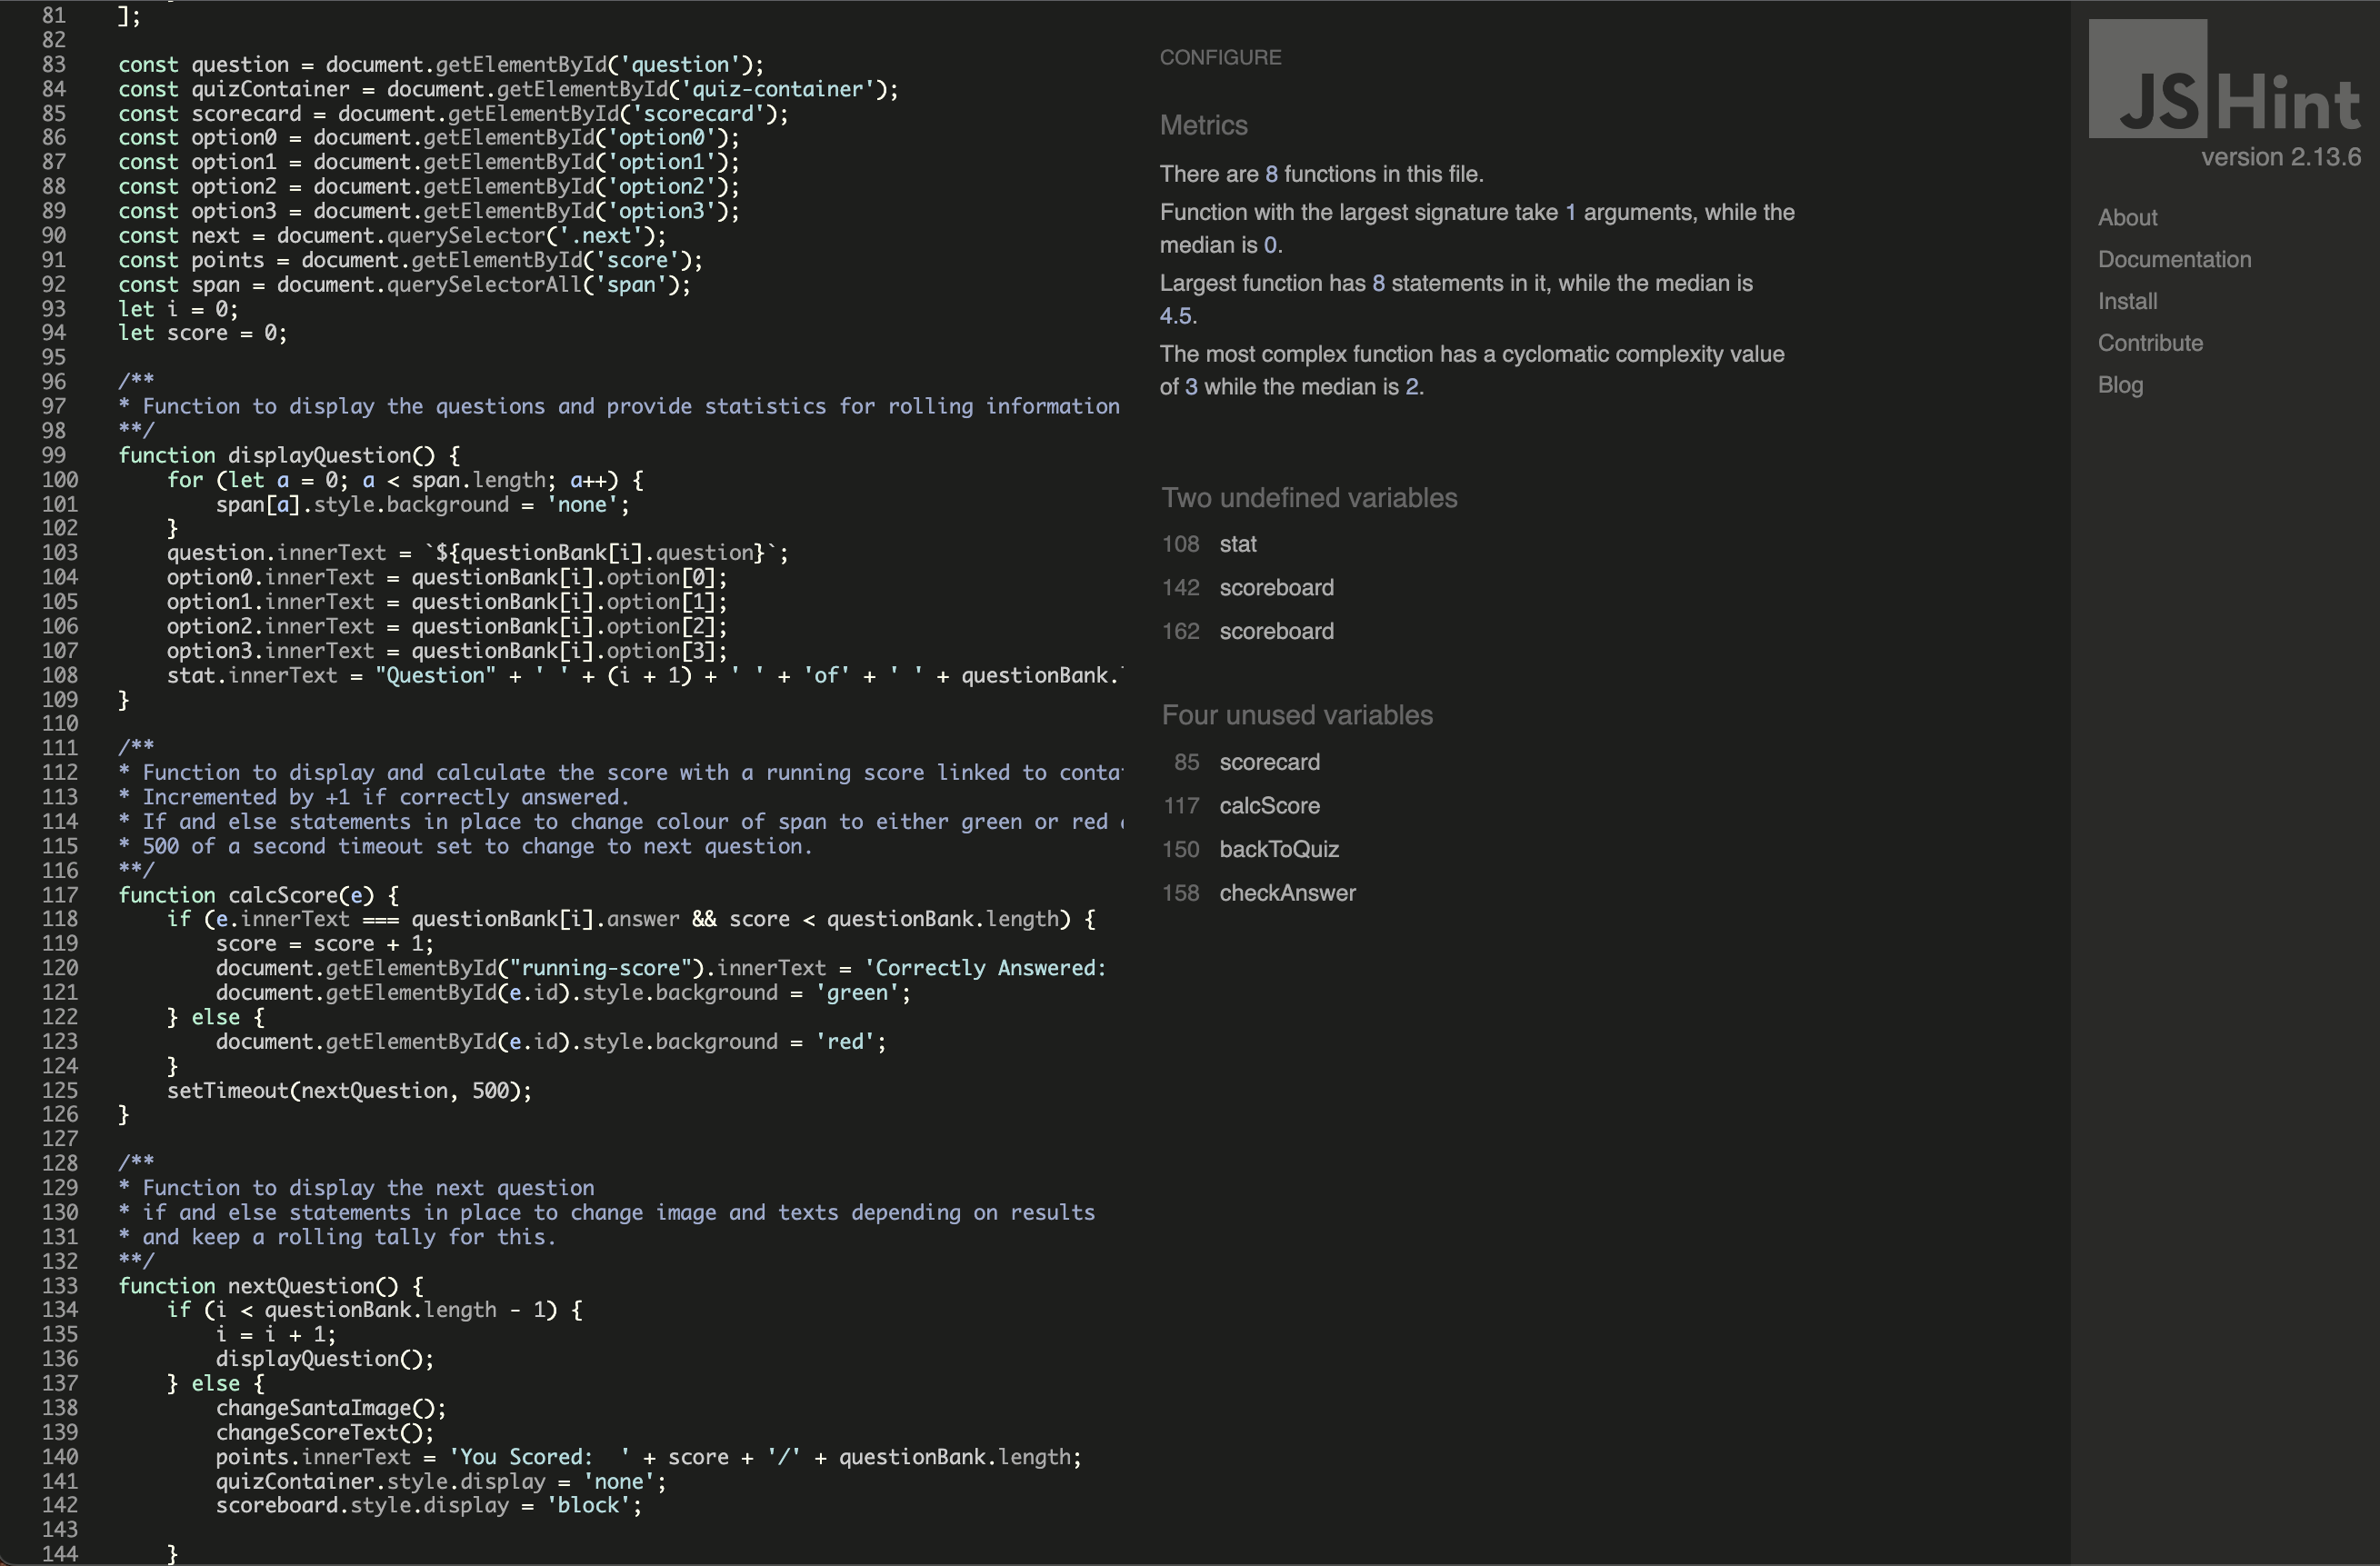 81 ];
82
83 const question = document.getElementById('question');
84 const quizContainer = document.getElementById('quiz-container');
85 const scorecard = document.getElementById('scorecard');
86 const option0 = document.getElementById('option0');
87 const option1 = document.getElementById('option1');
88 const option2 = document.getElementById('option2');
89 const option3 = document.getElementById('option3');
90 const next = document.querySelector('.next');
91 const points = document.getElementById('score');
92 const span = document.querySelectorAll('span');
93 let i = 0;
94 let score = 0;
95
96 /**
97 * Function to display the questions and provide statistics for rolling information
98 **/
99 function displayQuestion() {
100 for (let a = 0; a < span.length; a++) {
101 span[a].style.background = 'none';
102 }
103 question.innerText = `${questionBank[i].question}`;
104 option0.innerText = questionBank[i].option[0];
105 option1.innerText = questionBank[i].option[1];
106 option2.innerText = questionBank[i].option[2];
107 option3.innerText = questionBank[i].option[3];
108 stat.innerText = "Question" + ' ' + (i + 1) + ' ' + 'of' + ' ' + questionBank.
109 }
110
111 /**
112 * Function to display and calculate the score with a running score linked to
113 * Incremented by +1 if correctly answered.
114 * If and else statements in place to change colour of span to either green or red
115 * 500 of a second timeout set to change to next question.
116 **/
117 function calcScore(e) {
118 if (e.innerText === questionBank[i].answer && score < questionBank.length) {
119 score = score + 1;
120 document.getElementById("running-score").innerText = 'Correctly Answered:
121 document.getElementById(e.id).style.background = 'green';
122 } else {
123 document.getElementById(e.id).style.background = 'red';
124 }
125 setTimeout(nextQuestion, 500);
126 }
127
128 /**
129 * Function to display the next question
130 * if and else statements in place to change image and texts depending on results
131 * and keep a rolling tally for this.
132 **/
133 function nextQuestion() {
134 if (i < questionBank.length - 1) {
135 i = i + 1;
136 displayQuestion();
137 } else {
138 changeSantaImage();
139 changeScoreText();
140 points.innerText = 'You Scored:  ' + score + '/' + questionBank.length;
141 quizContainer.style.display = 'none';
142 scoreboard.style.display = 'block';
143
144 }
CONFIGURE
Metrics
There are 8 functions in this file.
Function with the largest signature take 1 arguments, while the
median is 0.
Largest function has 8 statements in it, while the median is
4.5.
The most complex function has a cyclomatic complexity value
of 3 while the median is 2.
Two undefined variables
108 stat
142 scoreboard
162 scoreboard
Four unused variables
85 scorecard
117 calcScore
150 backToQuiz
158 checkAnswer
JSHint
version 2.13.6
About
Documentation
Install
Contribute
Blog